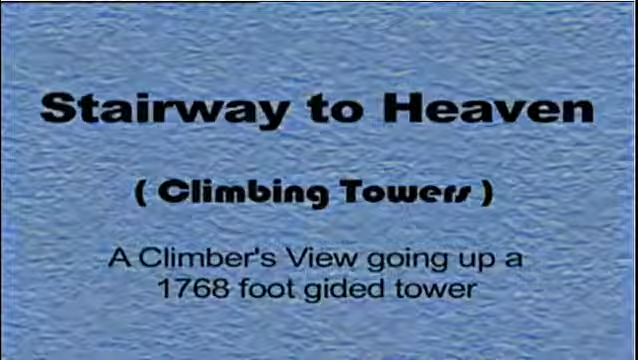 Stairway to Heaven
( Climbing Towers )
A Climber's View going up a
1768 foot gided tower